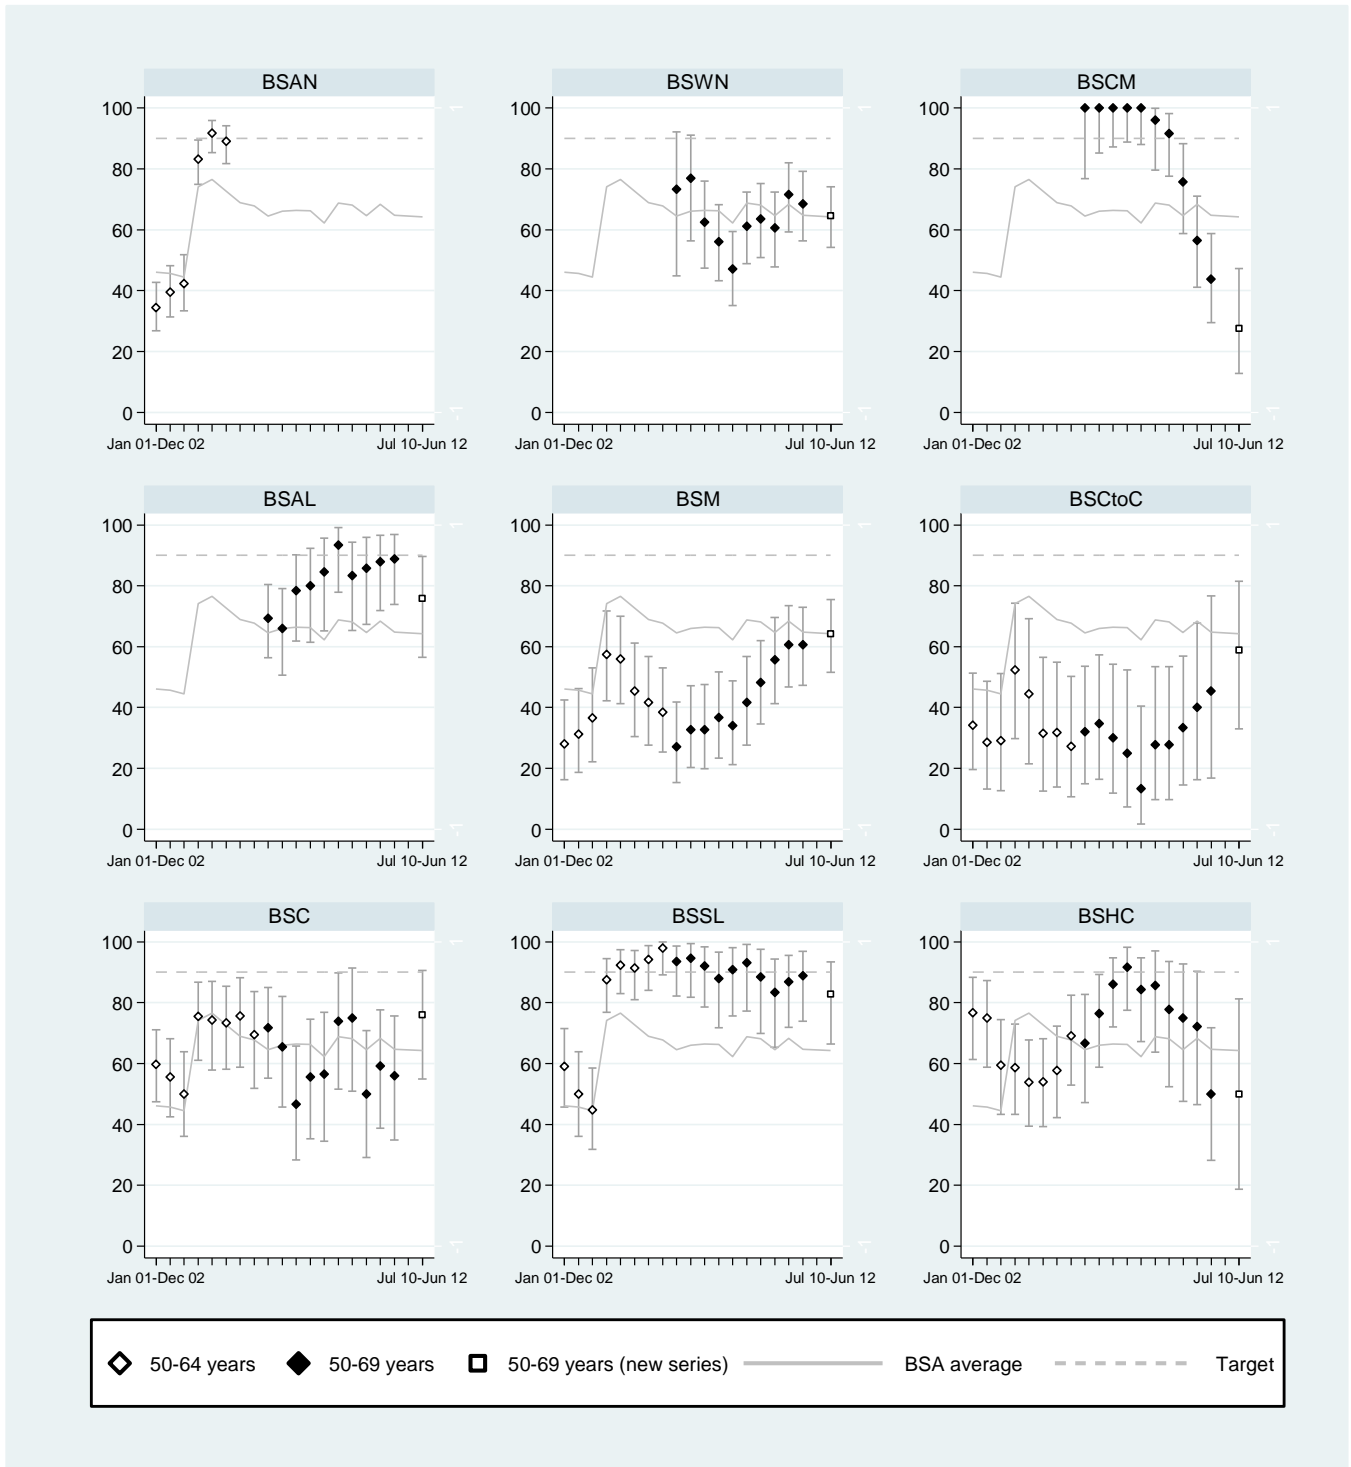 BSAN BSWN BSCM
100 100 100
80 80 80
60 60 60
40 40 40
20 20 20
0 0 0
Jan 01-Dec 02 Jul 10-Jun 12 Jan 01-Dec 02 Jul 10-Jun 12 Jan 01-Dec 02 Jul 10-Jun 12
BSAL BSM BSCtoC
100 100 100
80 80 80
60 60 60
40 40 40
20 20 20
0 0 0
Jan 01-Dec 02 Jul 10-Jun 12 Jan 01-Dec 02 Jul 10-Jun 12 Jan 01-Dec 02 Jul 10-Jun 12
BSC BSSL BSHC
100 100 100
80 80 80
60 60 60
40 40 40
20 20 20
0 0 0
Jan 01-Dec 02 Jul 10-Jun 12 Jan 01-Dec 02 Jul 10-Jun 12 Jan 01-Dec 02 Jul 10-Jun 12
50-64 years 50-69 years 50-69 years (new series) BSA average Target